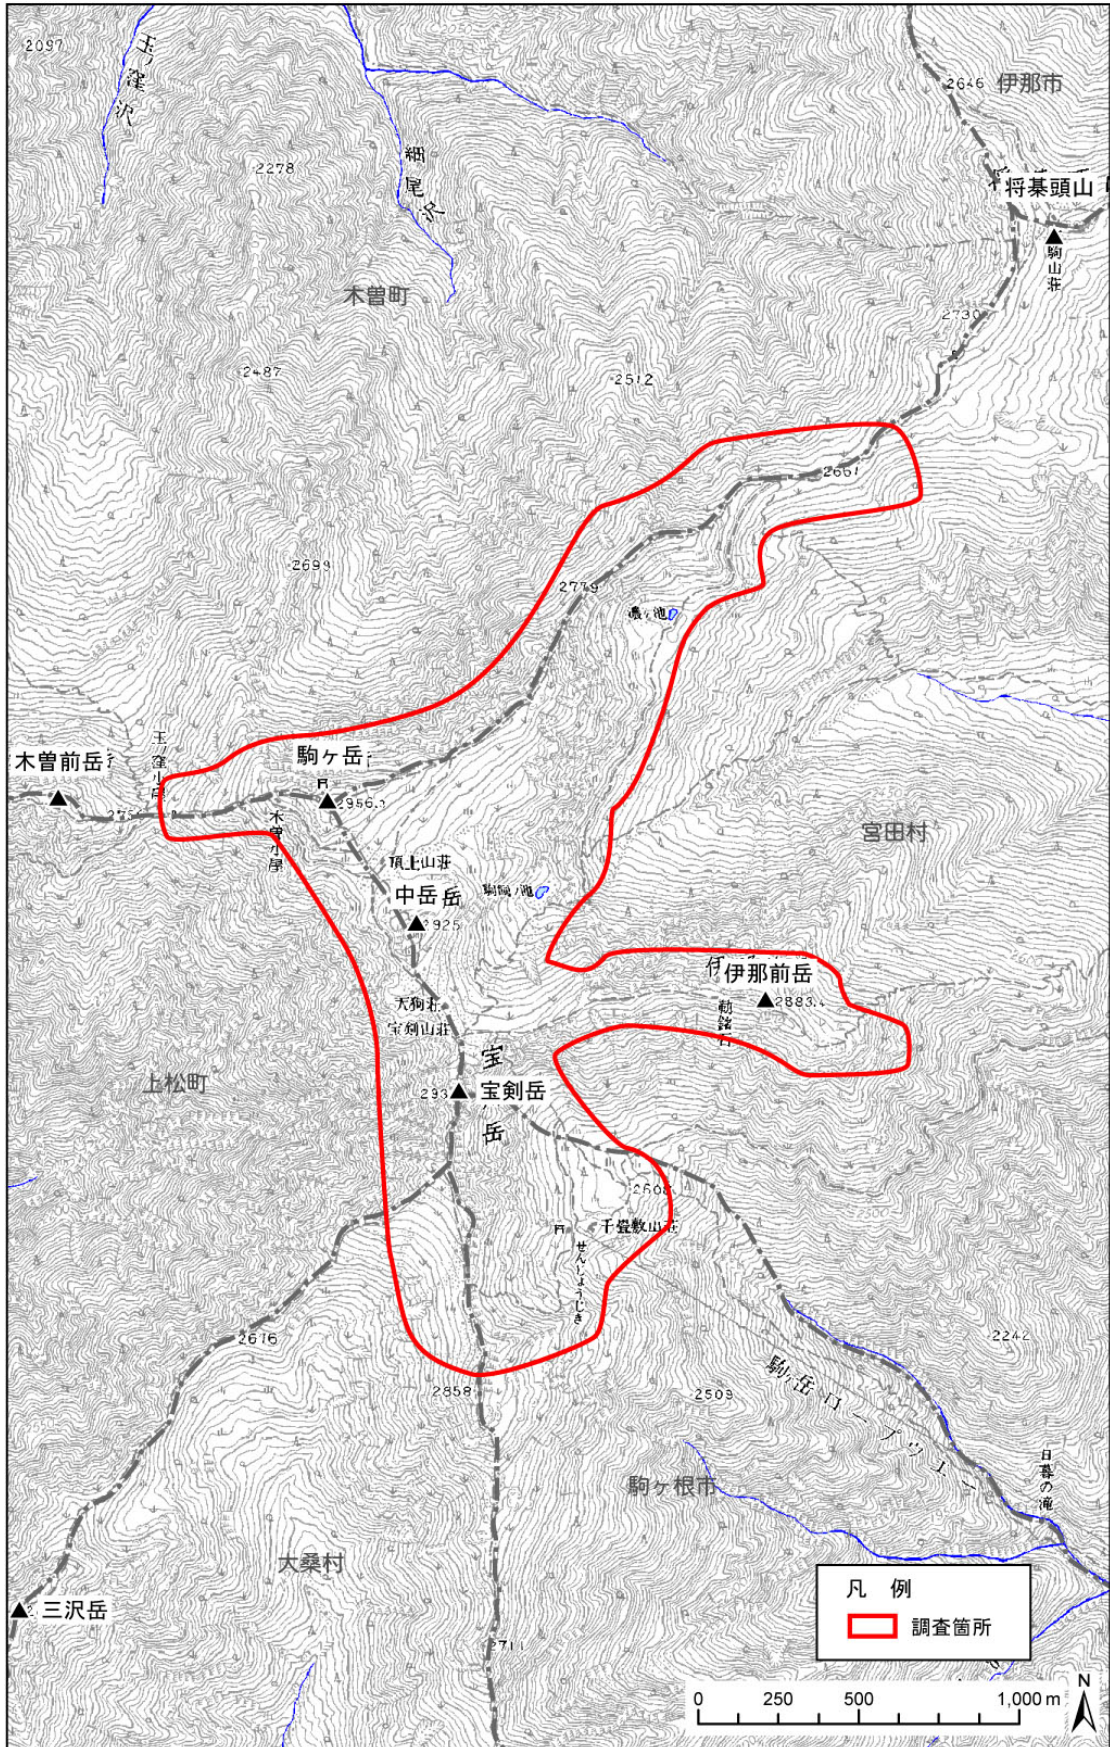 2097
玉ノ窪沢
2646
伊那市
細尾沢
2278
将棊頭山
駒山荘
木曽町
2730
2487
2512
2661
2699
2779
濃ヶ池
玉ノ窪小屋
木曽前岳
駒ヶ岳
2956.3
木曽小屋
宮田村
頂上山荘
中岳
岳
駒飼ノ池
2925
伊那前岳
天狗荘
2883.4
勒銘石
宝剣山荘
宝
上松町
宝剣岳
293
岳
2608
千畳敷山荘
せんじょうじき
2616
2242
駒ヶ岳ロープウェイ
2858
2509
日暮の滝
駒ヶ根市
大桑村
三沢岳
2711
凡 例
調査箇所
0 250 500 1,000 m
N